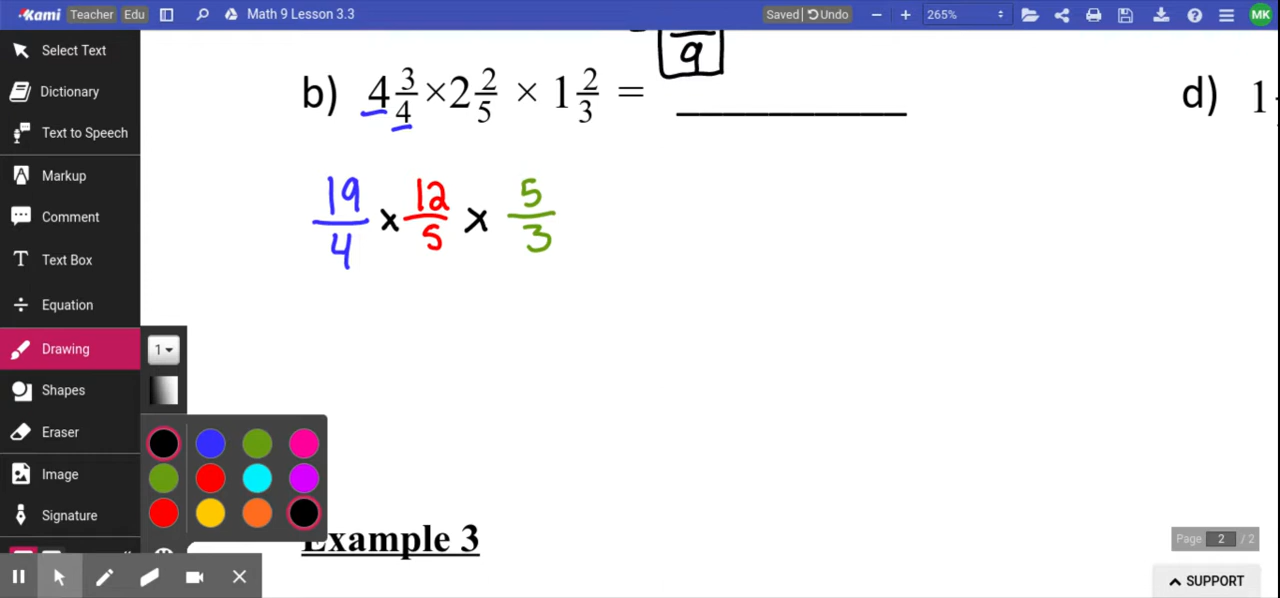 Kami Teacher Edu Math 9 Lesson 3.3 Saved Undo 265% MK
Select Text
Dictionary
Text to Speech
Markup
Comment
Text Box
Equation
Drawing
Shapes
Eraser
Image
Signature
1
9
b) 4 3/4 × 2 2/5 × 1 2/3 = __________
d) 1
19/4 × 12/5 × 5/3
Example 3
Page 2 / 2
SUPPORT